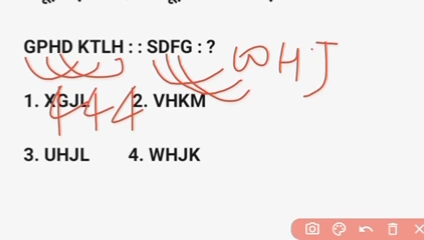 GPHD KTLH : : SDFG : ? WHJ
1. XGJL 2. VHKM
444
3. UHJL 4. WHJK